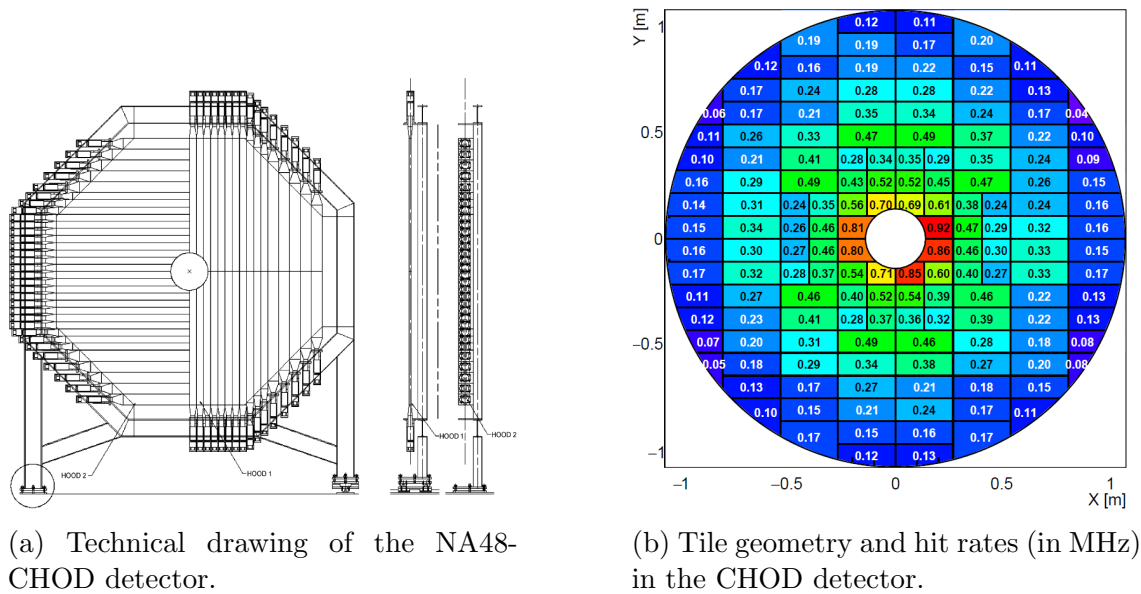 HOOD 2
HOOD 1
HOOD 1
HOOD 2
(a) Technical drawing of the NA48-
CHOD detector.
Y [m]
1
0.5
0
−0.5
−1
0.12 0.11
0.19 0.19 0.17 0.20
0.12 0.16 0.19 0.22 0.15 0.11
0.17 0.24 0.28 0.28 0.22 0.13
0.06 0.17 0.21 0.35 0.34 0.24 0.17 0.04
0.11 0.26 0.33 0.47 0.49 0.37 0.22 0.10
0.10 0.21 0.41 0.28 0.34 0.35 0.29 0.35 0.24 0.09
0.16 0.29 0.49 0.43 0.52 0.52 0.45 0.47 0.26 0.15
0.14 0.31 0.24 0.35 0.56 0.70 0.69 0.61 0.38 0.24 0.24 0.16
0.15 0.34 0.26 0.46 0.81 0.92 0.47 0.29 0.32 0.16
0.16 0.30 0.27 0.46 0.80 0.86 0.46 0.30 0.33 0.15
0.17 0.32 0.28 0.37 0.54 0.71 0.85 0.60 0.40 0.27 0.33 0.17
0.11 0.27 0.46 0.40 0.52 0.54 0.39 0.46 0.22 0.13
0.12 0.23 0.41 0.28 0.37 0.36 0.32 0.39 0.22 0.13
0.07 0.20 0.31 0.49 0.46 0.28 0.18 0.08
0.05 0.18 0.29 0.34 0.38 0.27 0.20 0.08
0.13 0.17 0.27 0.21 0.18 0.15
0.10 0.15 0.21 0.24 0.17 0.11
0.17 0.15 0.16 0.17
0.12 0.13
−1 −0.5 0 0.5 1
X [m]
(b) Tile geometry and hit rates (in MHz)
in the CHOD detector.